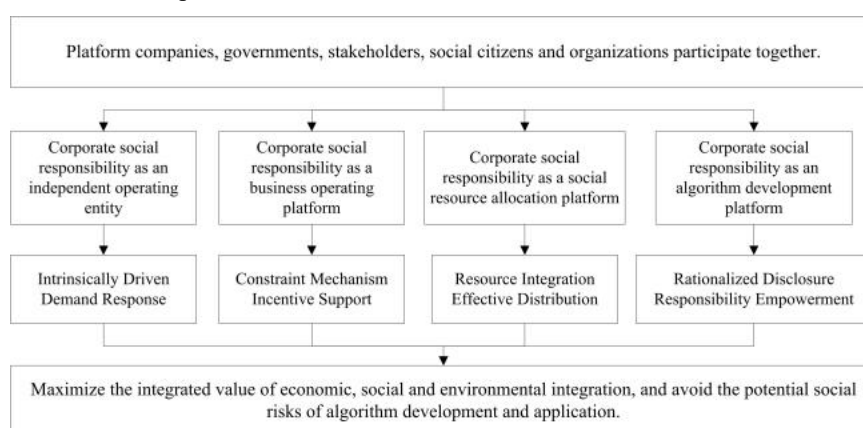 Platform companies, governments, stakeholders, social citizens and organizations participate together.
Corporate social
responsibility as an
independent operating
entity
Corporate social
responsibility as a
business operating
platform
Corporate social
responsibility as a social
resource allocation platform
Corporate social
responsibility as an
algorithm development
platform
Intrinsically Driven
Demand Response
Constraint Mechanism
Incentive Support
Resource Integration
Effective Distribution
Rationalized Disclosure
Responsibility Empowerment
Maximize the integrated value of economic, social and environmental integration, and avoid the potential social
risks of algorithm development and application.